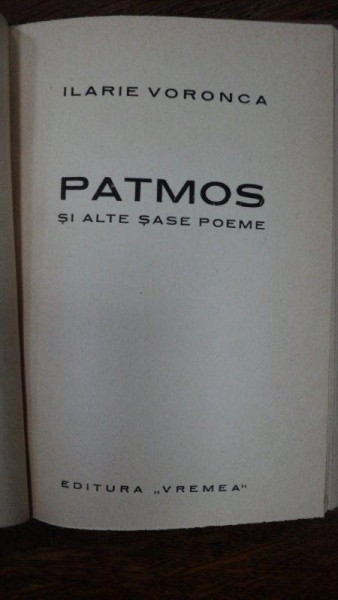 ILARIE VORONCA
PATMOS
ȘI ALTE ȘASE POEME
EDITURA „VREMEA"